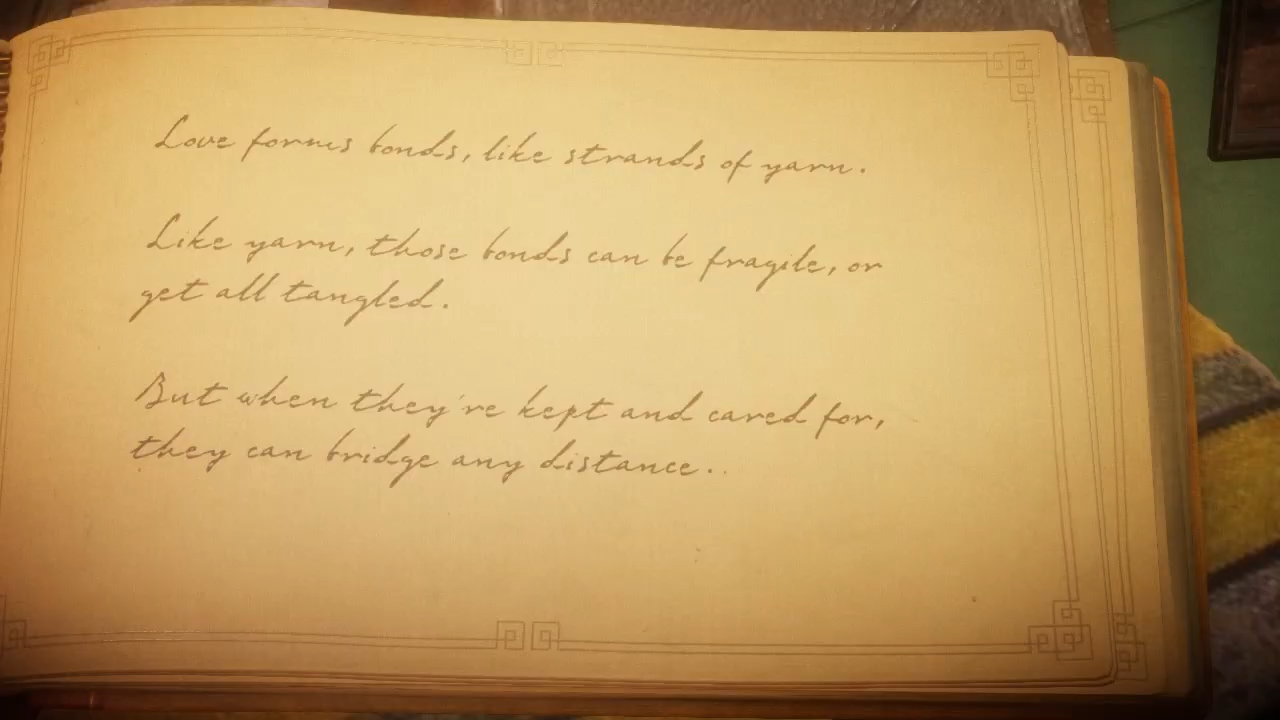 Love forms bonds, like strands of yarn.
Like yarn, those bonds can be fragile, or
get all tangled.
But when they're kept and cared for,
they can bridge any distance..